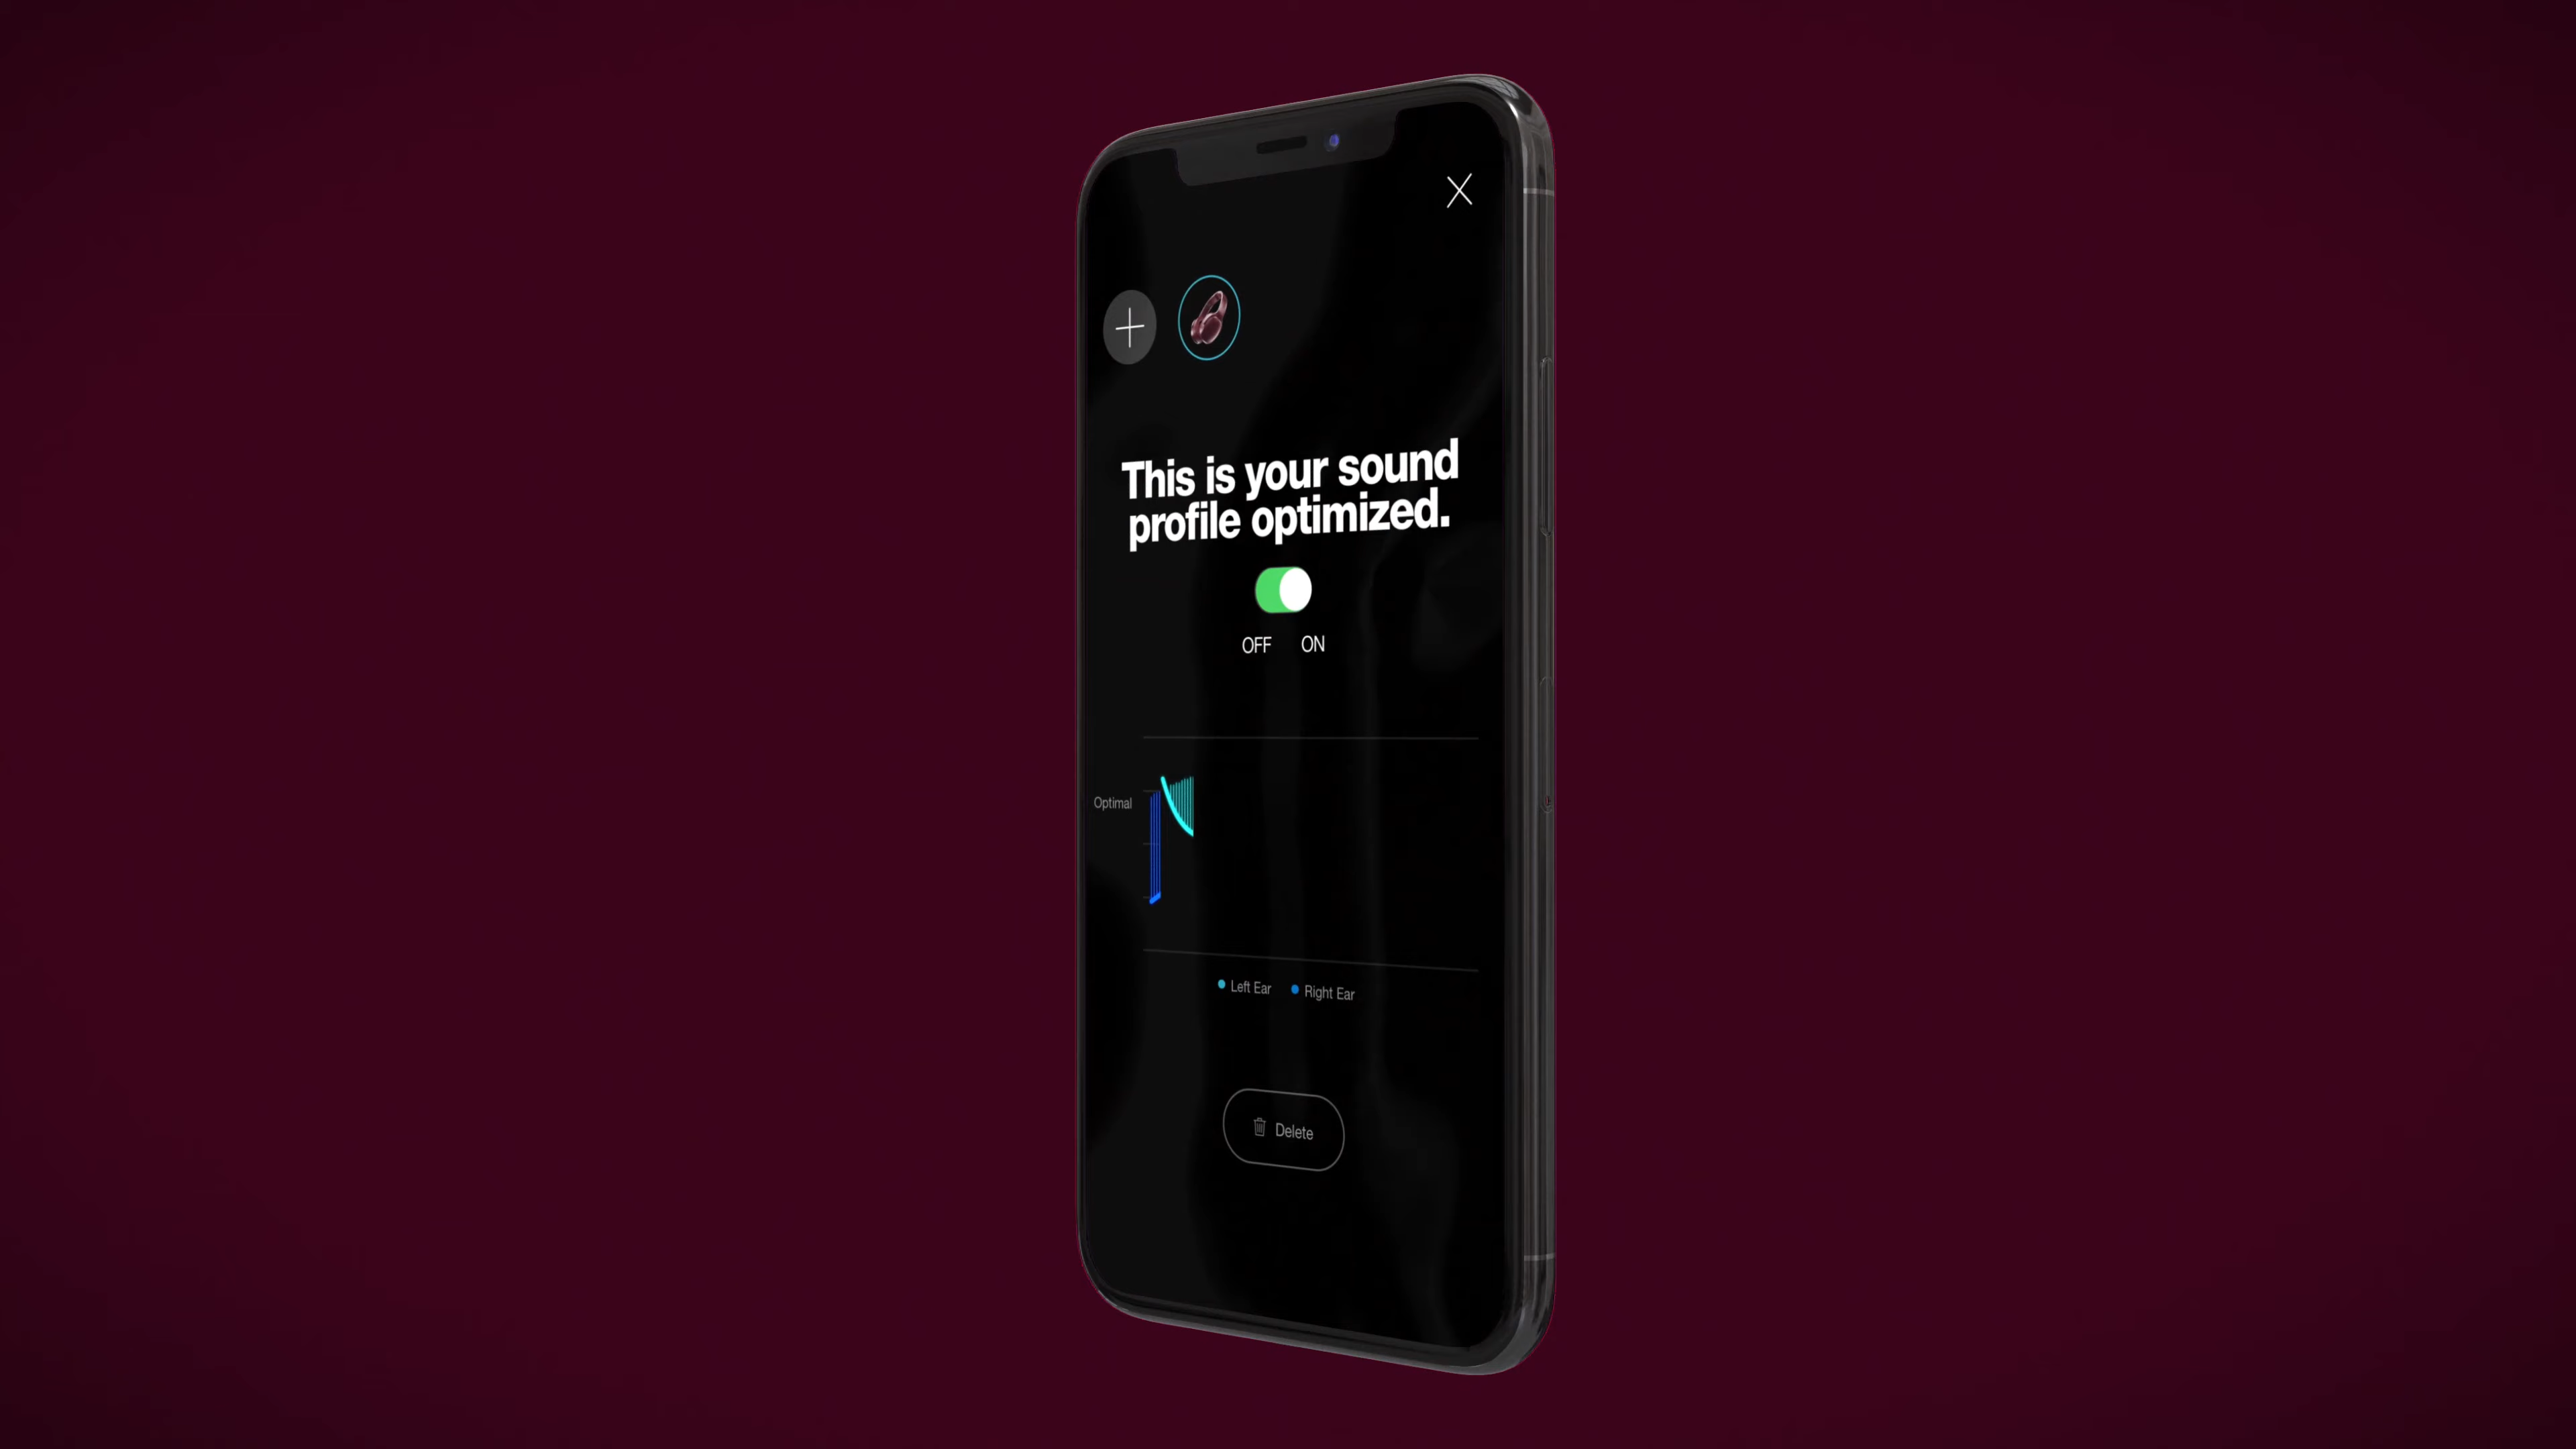 This is your sound
profile optimized.
OFF ON
Optimal
Left Ear Right Ear
Delete